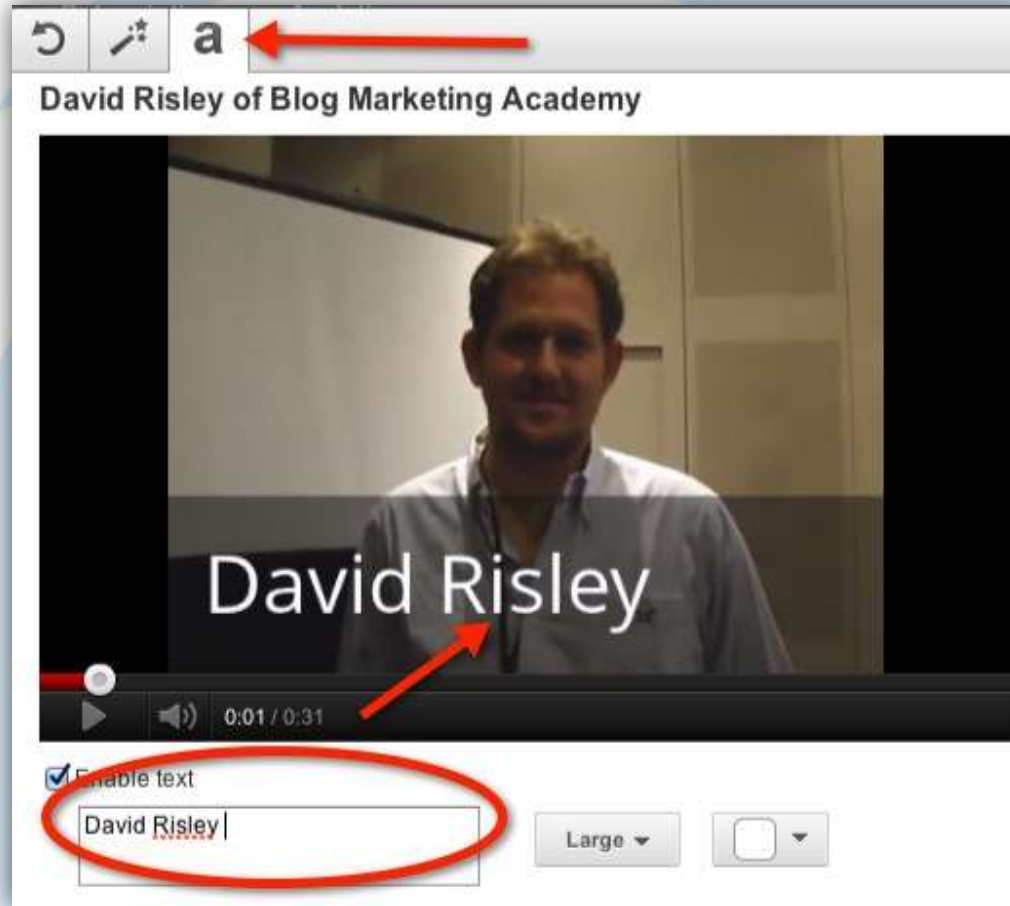 a
David Risley of Blog Marketing Academy
David Risley
0:01 / 0:31
Enable text
David Risley
Large